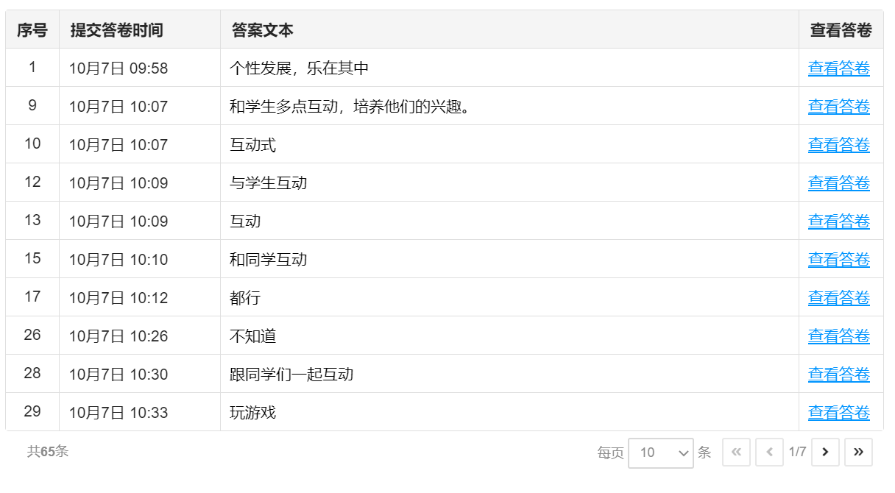 序号 提交答卷时间 答案文本 查看答卷
1 10月7日 09:58 个性发展，乐在其中 查看答卷
9 10月7日 10:07 和学生多点互动，培养他们的兴趣。 查看答卷
10 10月7日 10:07 互动式 查看答卷
12 10月7日 10:09 与学生互动 查看答卷
13 10月7日 10:09 互动 查看答卷
15 10月7日 10:10 和同学互动 查看答卷
17 10月7日 10:12 都行 查看答卷
26 10月7日 10:26 不知道 查看答卷
28 10月7日 10:30 跟同学们一起互动 查看答卷
29 10月7日 10:33 玩游戏 查看答卷
共65条 每页 10 条 « ‹ 1/7 › »